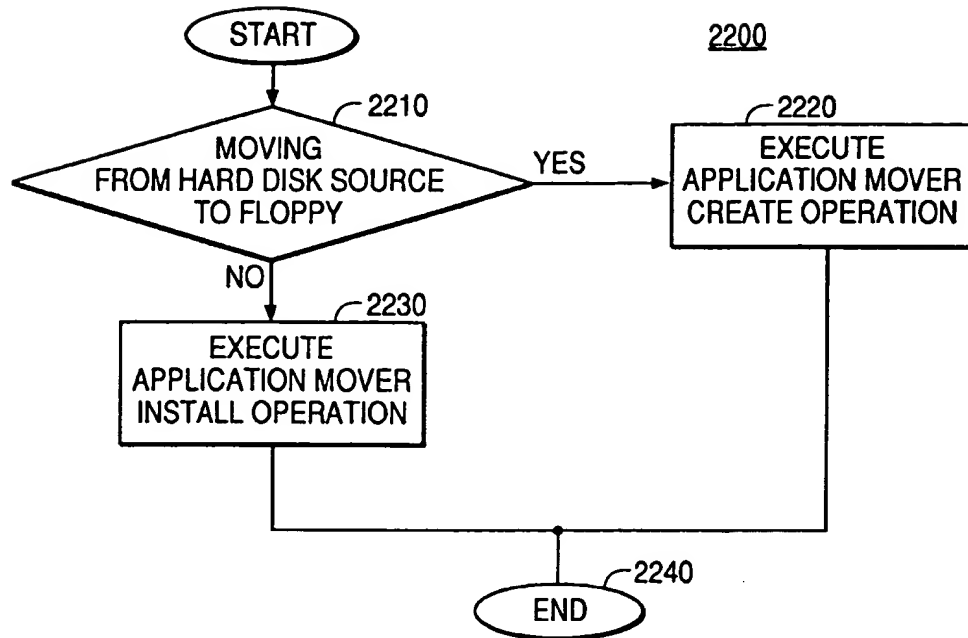 START
2200
2210
MOVING
FROM HARD DISK SOURCE
TO FLOPPY
YES
2220
EXECUTE
APPLICATION MOVER
CREATE OPERATION
NO
2230
EXECUTE
APPLICATION MOVER
INSTALL OPERATION
2240
END